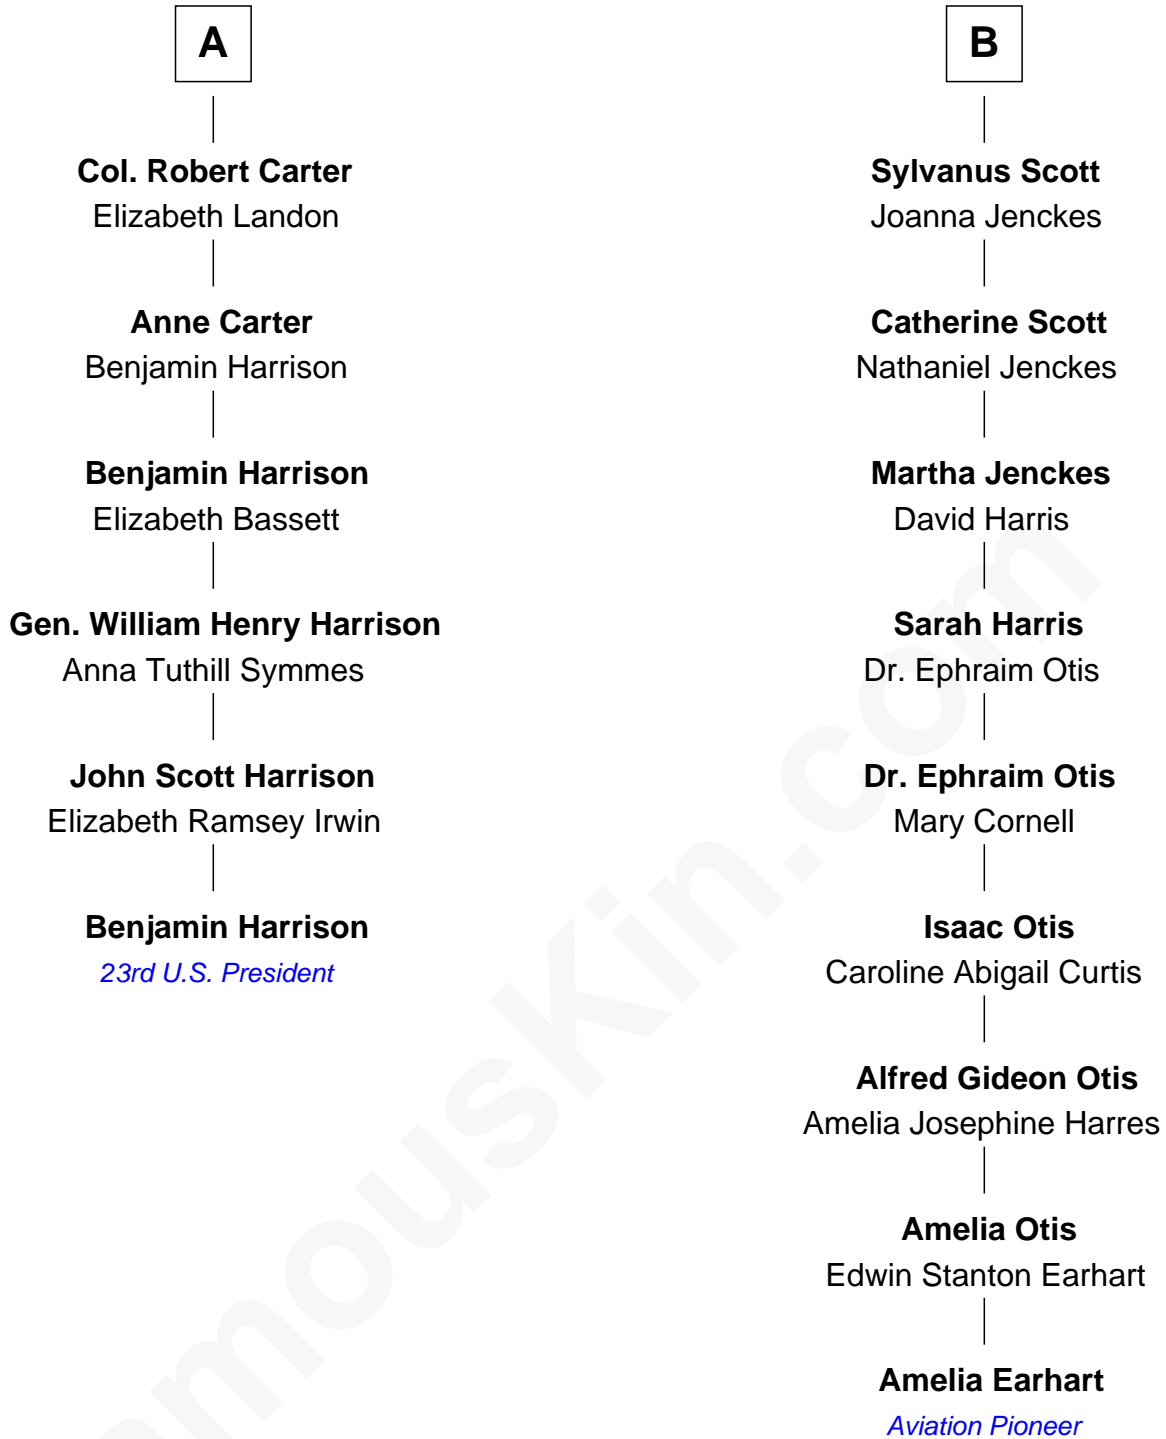 A
Col. Robert Carter
Elizabeth Landon
Anne Carter
Benjamin Harrison
Benjamin Harrison
Elizabeth Bassett
Gen. William Henry Harrison
Anna Tuthill Symmes
John Scott Harrison
Elizabeth Ramsey Irwin
Benjamin Harrison
23rd U.S. President
B
Sylvanus Scott
Joanna Jenckes
Catherine Scott
Nathaniel Jenckes
Martha Jenckes
David Harris
Sarah Harris
Dr. Ephraim Otis
Dr. Ephraim Otis
Mary Cornell
Isaac Otis
Caroline Abigail Curtis
Alfred Gideon Otis
Amelia Josephine Harres
Amelia Otis
Edwin Stanton Earhart
Amelia Earhart
Aviation Pioneer
amouskin.com